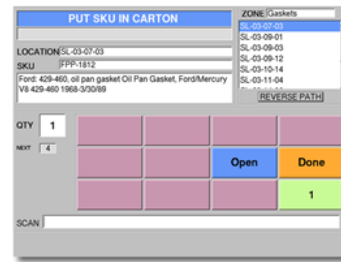 PUT SKU IN CARTON
ZONE Gaskets
SL-03-07-03
SL-03-09-01
SL-03-09-03
SL-03-09-12
SL-03-10-14
SL-03-11-04
REVERSE PATH
LOCATION SL-03-07-03
SKU FPP-1812
Ford: 429-460, oil pan gasket Oil Pan Gasket, Ford/Mercury
V8 429-460 1968-3/30/89
QTY 1
NEXT 4
Open
Done
1
SCAN